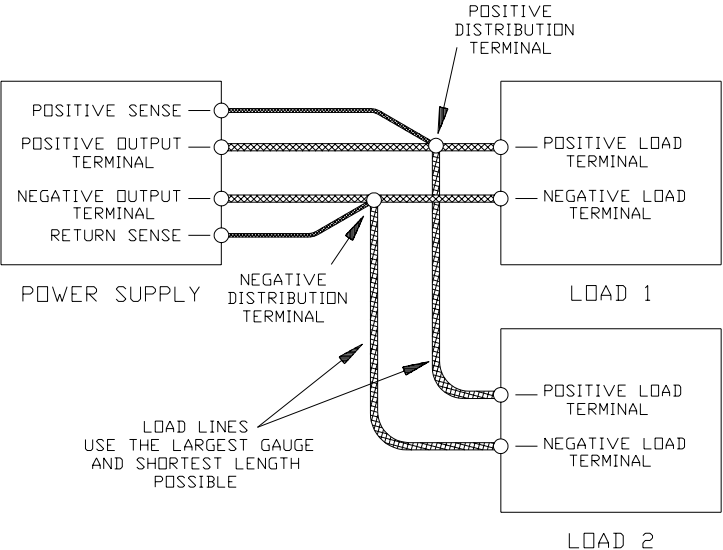 POSITIVE
DISTRIBUTION
TERMINAL
POSITIVE SENSE
POSITIVE OUTPUT
TERMINAL
NEGATIVE OUTPUT
TERMINAL
RETURN SENSE
POWER SUPPLY
POSITIVE LOAD
TERMINAL
NEGATIVE LOAD
TERMINAL
LOAD 1
NEGATIVE
DISTRIBUTION
TERMINAL
LOAD LINES
USE THE LARGEST GAUGE
AND SHORTEST LENGTH
POSSIBLE
POSITIVE LOAD
TERMINAL
NEGATIVE LOAD
TERMINAL
LOAD 2